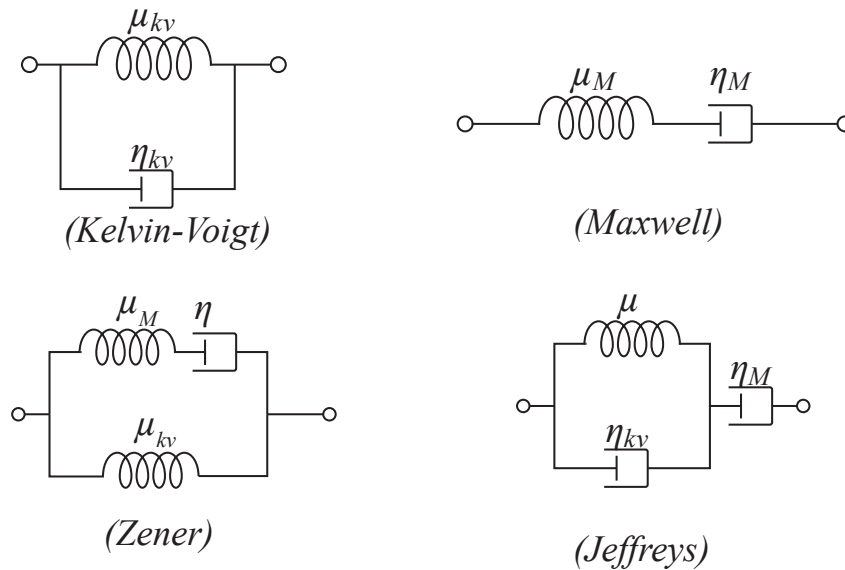 μkv
ηkv
(Kelvin-Voigt)
μM
ηM
(Maxwell)
μM
η
μkv
(Zener)
μ
ηM
ηkv
(Jeffreys)